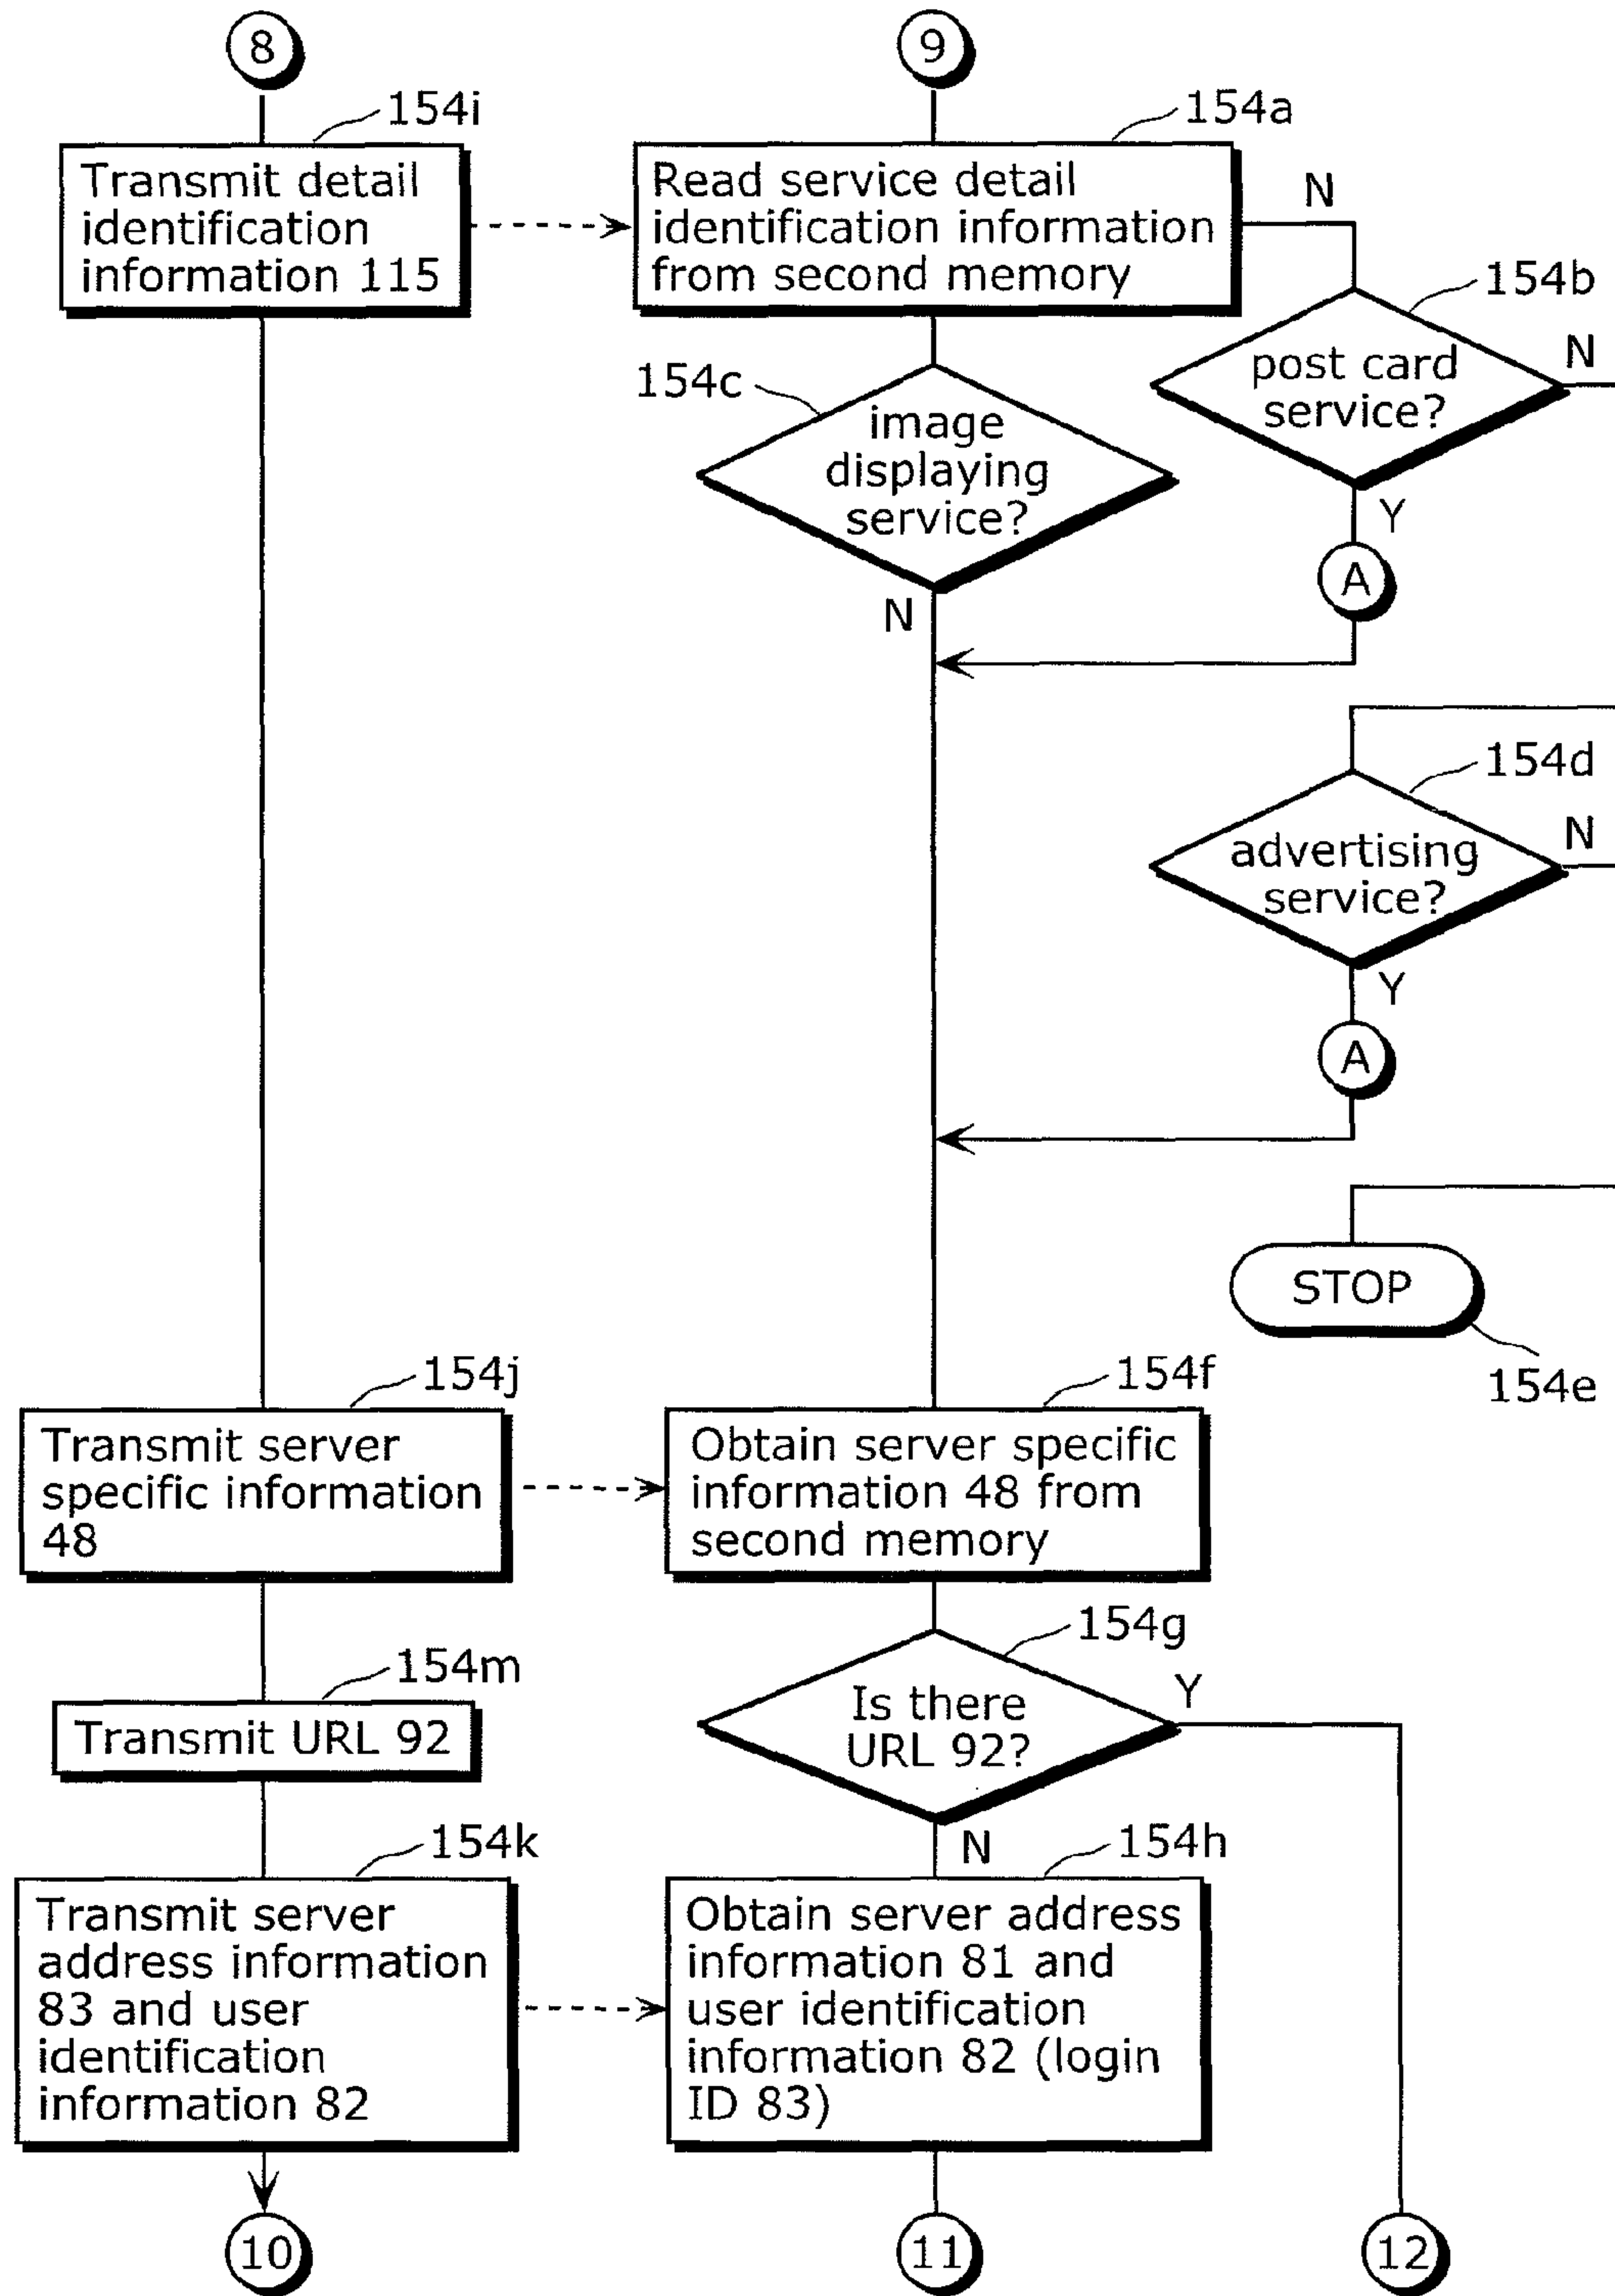 8
9
154i
154a
Transmit detail
identification
information 115
Read service detail
identification information
from second memory
N
154b
post card
service?
N
Y
A
154c
image
displaying
service?
N
154d
advertising
service?
N
Y
A
STOP
154e
154j
Transmit server
specific information
48
154f
Obtain server specific
information 48 from
second memory
154m
Transmit URL 92
154g
Is there
URL 92?
Y
N
154k
Transmit server
address information
83 and user
identification
information 82
154h
Obtain server address
information 81 and
user identification
information 82 (login
ID 83)
10
11
12